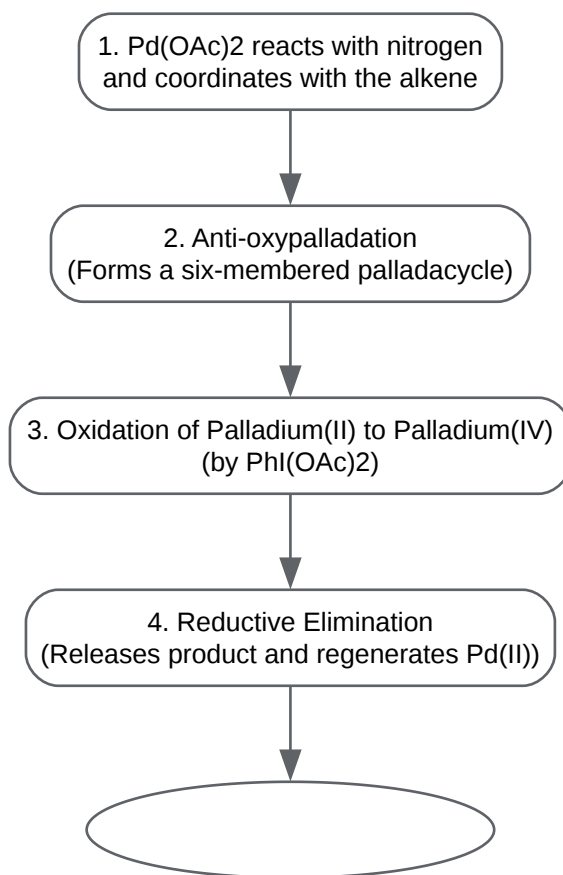 1. Pd(OAc)2 reacts with nitrogen
and coordinates with the alkene
2. Anti-oxypalladation
(Forms a six-membered palladacycle)
3. Oxidation of Palladium(II) to Palladium(IV)
(by PhI(OAc)2)
4. Reductive Elimination
(Releases product and regenerates Pd(II))